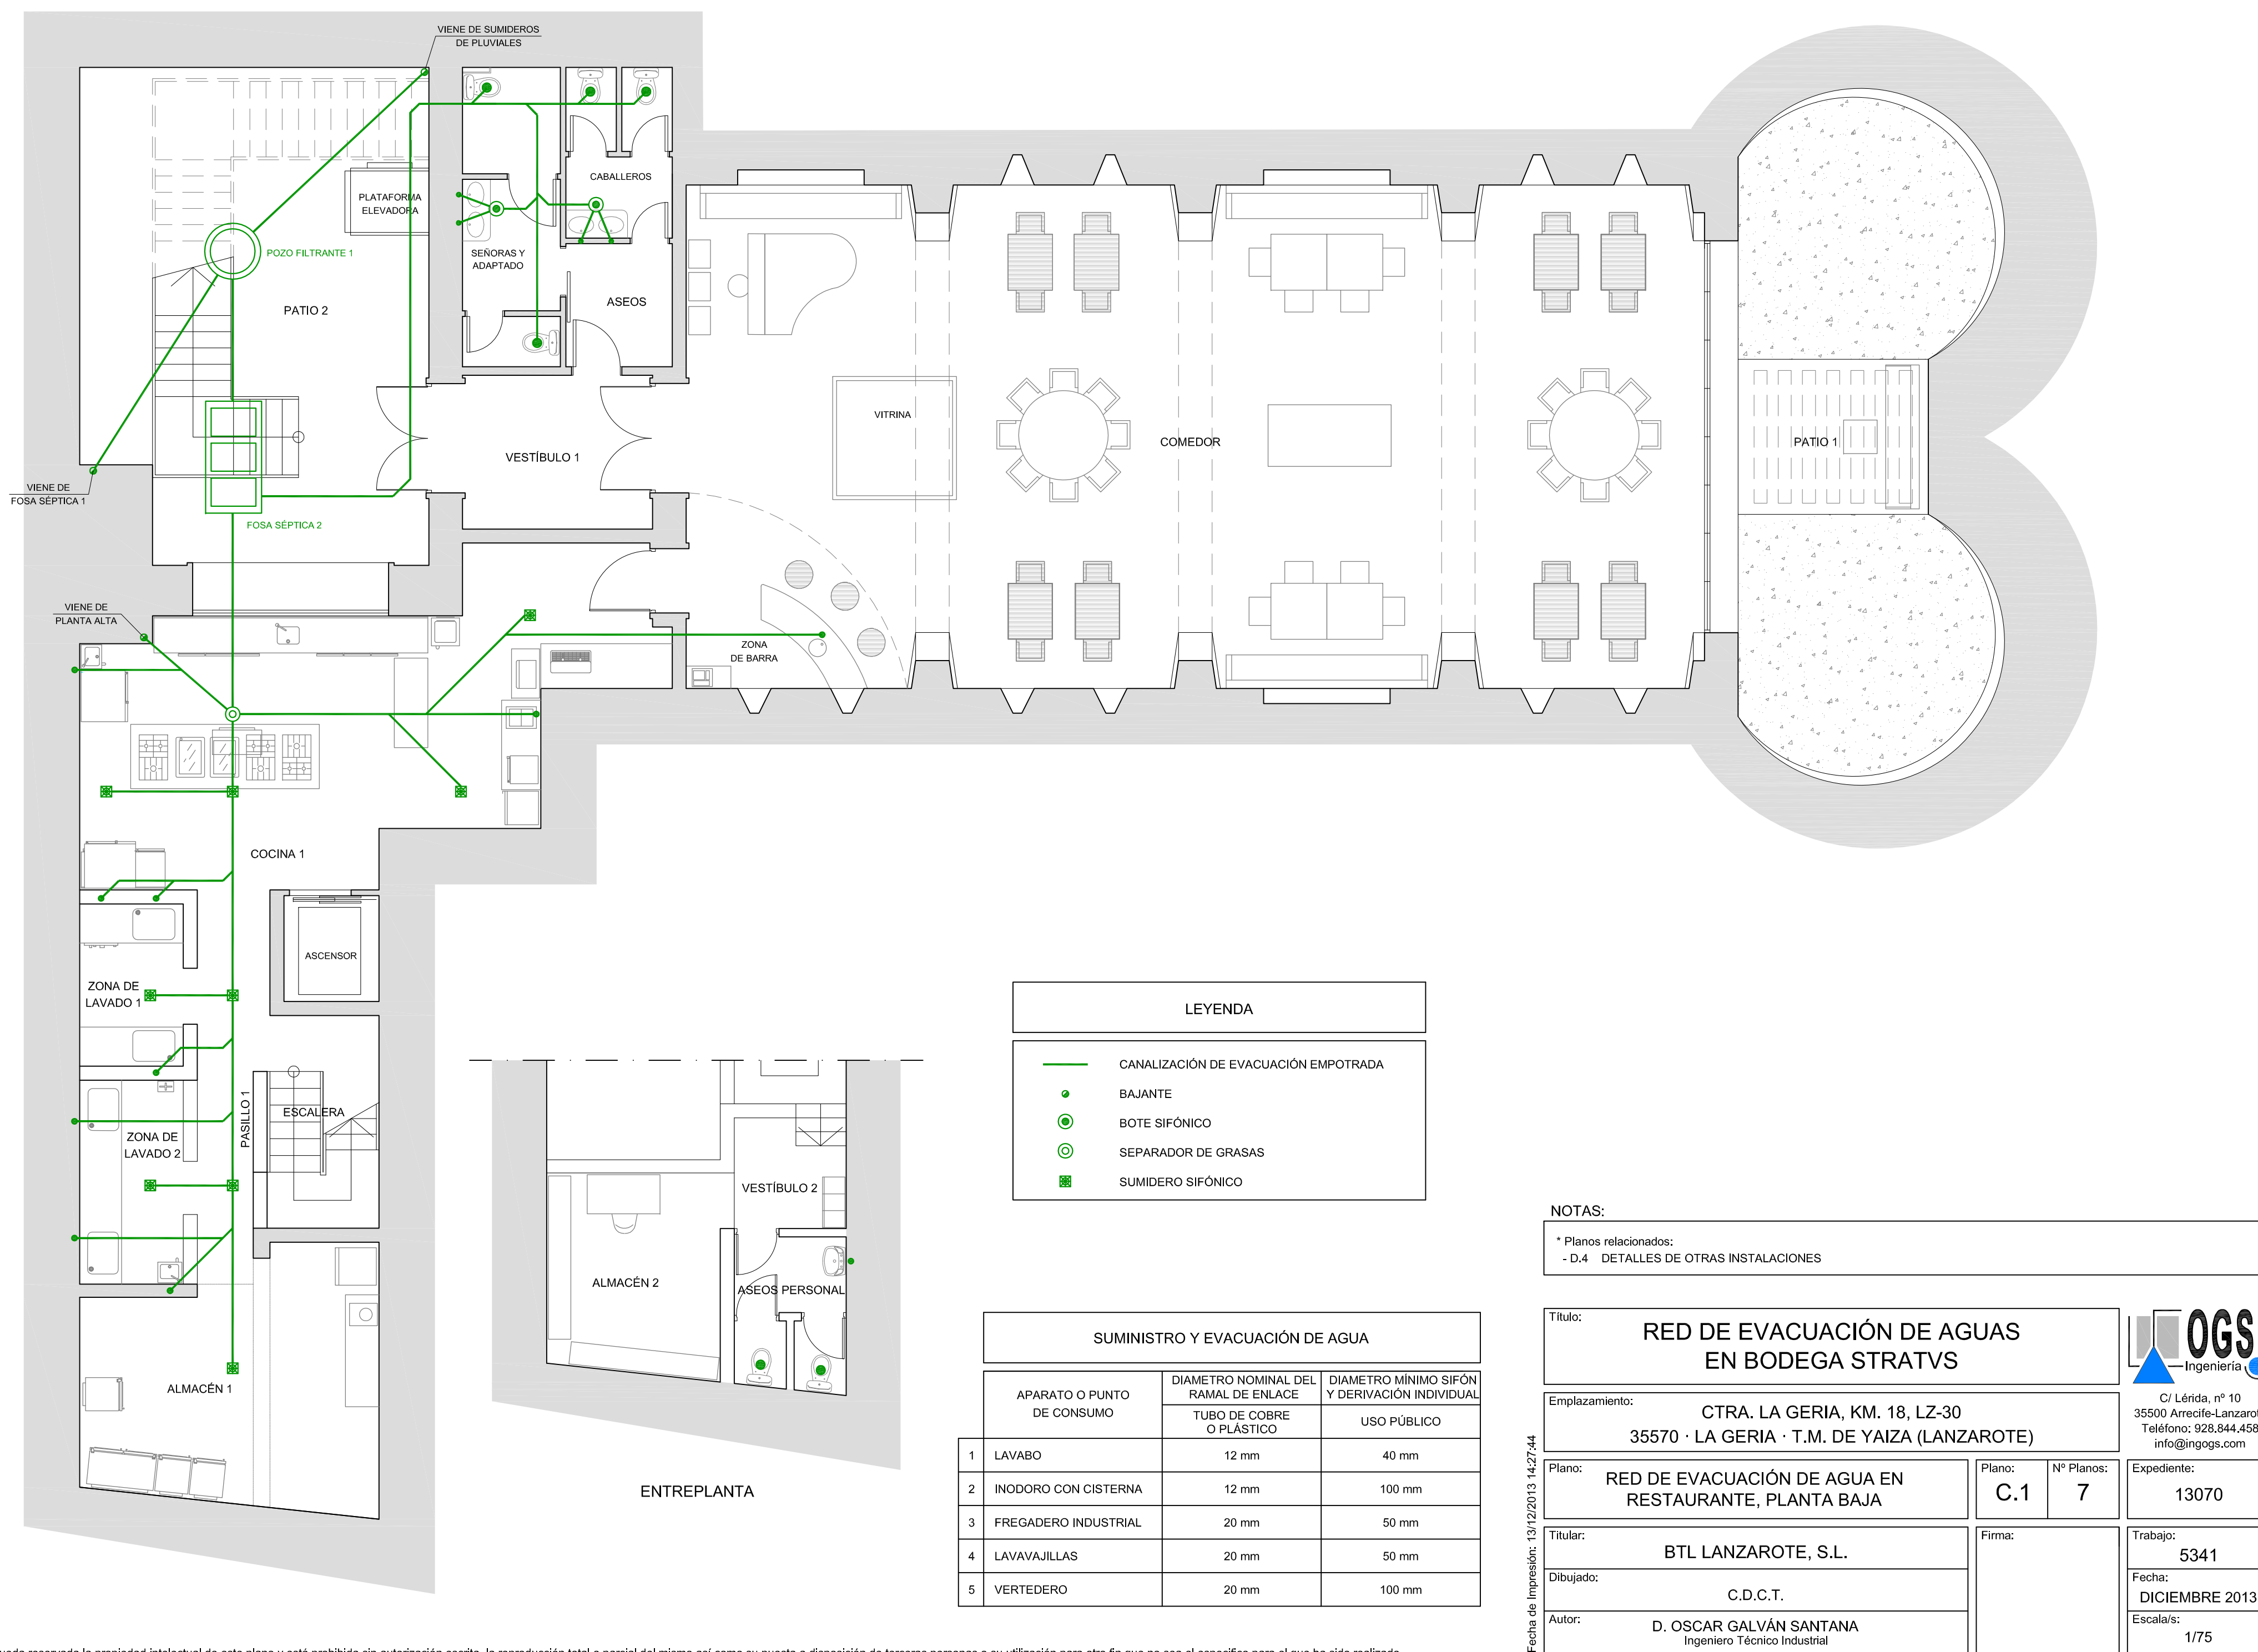 VIENE DE SUMIDEROS
DE PLUVIALES
PLATAFORMA
ELEVADORA
CABALLEROS
POZO FILTRANTE 1
SEÑORAS Y
ADAPTADO
PATIO 2
ASEOS
VITRINA
COMEDOR
PATIO 1
VESTÍBULO 1
VIENE DE
FOSA SÉPTICA 1
FOSA SÉPTICA 2
VIENE DE
PLANTA ALTA
ZONA
DE BARRA
COCINA 1
ASCENSOR
ZONA DE
LAVADO 1
PASILLO 1
ESCALERA
ZONA DE
LAVADO 2
ALMACÉN 1
VESTÍBULO 2
ALMACÉN 2
ASEOS PERSONAL
ENTREPLANTA
LEYENDA
CANALIZACIÓN DE EVACUACIÓN EMPOTRADA
BAJANTE
BOTE SIFÓNICO
SEPARADOR DE GRASAS
SUMIDERO SIFÓNICO
SUMINISTRO Y EVACUACIÓN DE AGUA
APARATO O PUNTO
DE CONSUMO
DIAMETRO NOMINAL DEL
RAMAL DE ENLACE
DIAMETRO MÍNIMO SIFÓN
Y DERIVACIÓN INDIVIDUAL
TUBO DE COBRE
O PLÁSTICO
USO PÚBLICO
1 LAVABO 12 mm 40 mm
2 INODORO CON CISTERNA 12 mm 100 mm
3 FREGADERO INDUSTRIAL 20 mm 50 mm
4 LAVAVAJILLAS 20 mm 50 mm
5 VERTEDERO 20 mm 100 mm
NOTAS:
* Planos relacionados:
- D.4 DETALLES DE OTRAS INSTALACIONES
Título:
RED DE EVACUACIÓN DE AGUAS
EN BODEGA STRATVS
OGS
Ingeniería
Emplazamiento:
CTRA. LA GERIA, KM. 18, LZ-30
35570 · LA GERIA · T.M. DE YAIZA (LANZAROTE)
C/ Lérida, nº 10
35500 Arrecife-Lanzarot
Teléfono: 928.844.458
info@ingogs.com
Plano:
RED DE EVACUACIÓN DE AGUA EN
RESTAURANTE, PLANTA BAJA
Plano:
C.1
Nº Planos:
7
Expediente:
13070
Titular:
BTL LANZAROTE, S.L.
Firma:
Trabajo:
5341
Dibujado:
C.D.C.T.
Fecha:
DICIEMBRE 2013
Autor:
D. OSCAR GALVÁN SANTANA
Ingeniero Técnico Industrial
Escala/s:
1/75
Fecha de Impresión: 13/12/2013 14:27:44